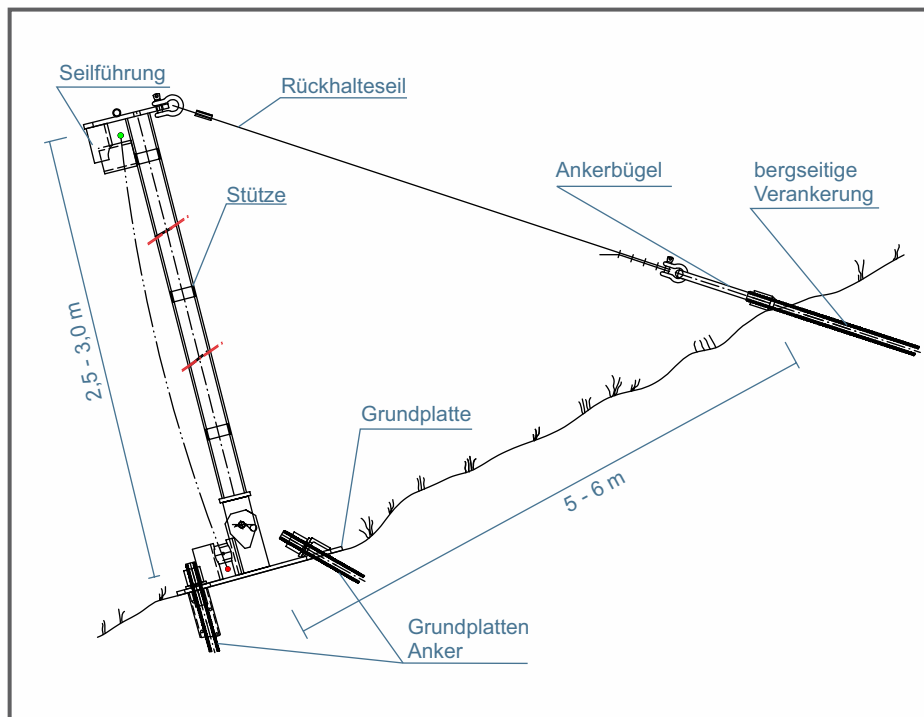 Seilführung
Rückhalteseil
Ankerbügel
bergseitige
Verankerung
Stütze
2,5 - 3,0 m
Grundplatte
5 - 6 m
Grundplatten
Anker